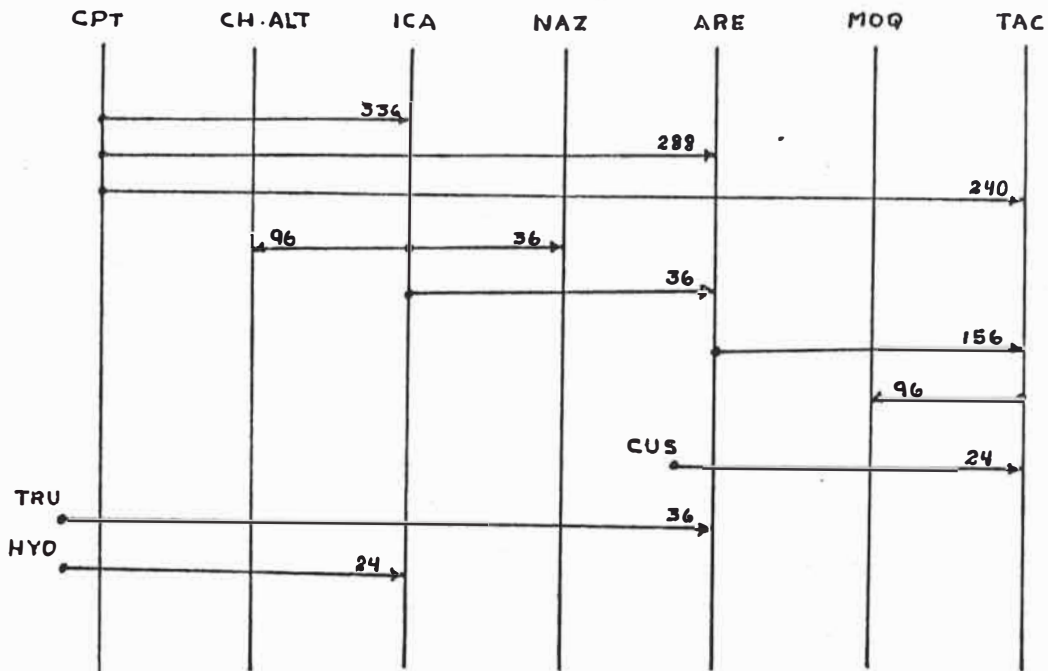 CPT CH.ALT ICA NAZ ARE MOQ TAC
336
288
240
96 36
36
156
96
CUS 24
TRU 36
HYO 24